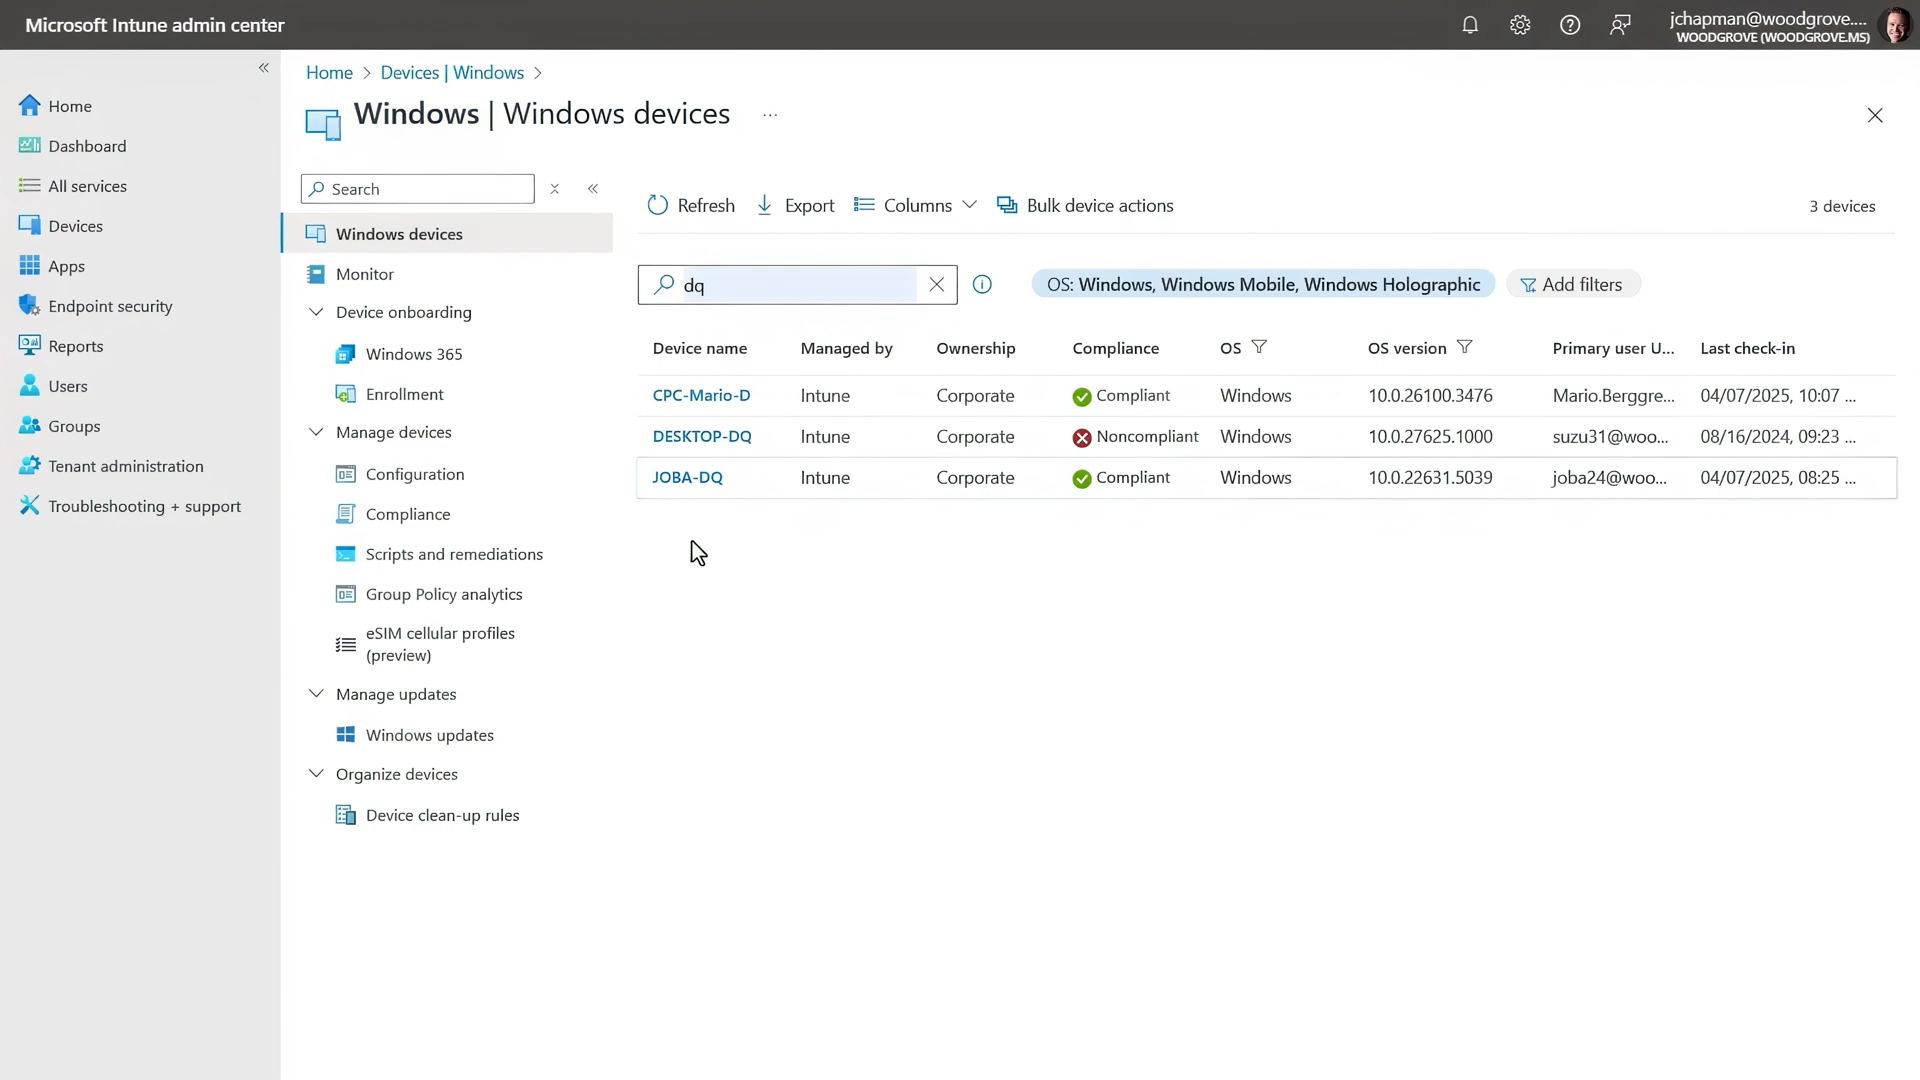 Microsoft Intune admin center
jchapman@woodgrove....
WOODGROVE (WOODGROVE.MS)
Home
Dashboard
All services
Devices
Apps
Endpoint security
Reports
Users
Groups
Tenant administration
Troubleshooting + support
Home > Devices | Windows >
Windows | Windows devices ...
Search
Windows devices
Monitor
Device onboarding
Windows 365
Enrollment
Manage devices
Configuration
Compliance
Scripts and remediations
Group Policy analytics
eSIM cellular profiles
(preview)
Manage updates
Windows updates
Organize devices
Device clean-up rules
Refresh Export Columns Bulk device actions 3 devices
dq OS: Windows, Windows Mobile, Windows Holographic Add filters
Device name Managed by Ownership Compliance OS OS version Primary user U... Last check-in
CPC-Mario-D Intune Corporate Compliant Windows 10.0.26100.3476 Mario.Berggre... 04/07/2025, 10:07 ...
DESKTOP-DQ Intune Corporate Noncompliant Windows 10.0.27625.1000 suzu31@woo... 08/16/2024, 09:23 ...
JOBA-DQ Intune Corporate Compliant Windows 10.0.22631.5039 joba24@woo... 04/07/2025, 08:25 ...